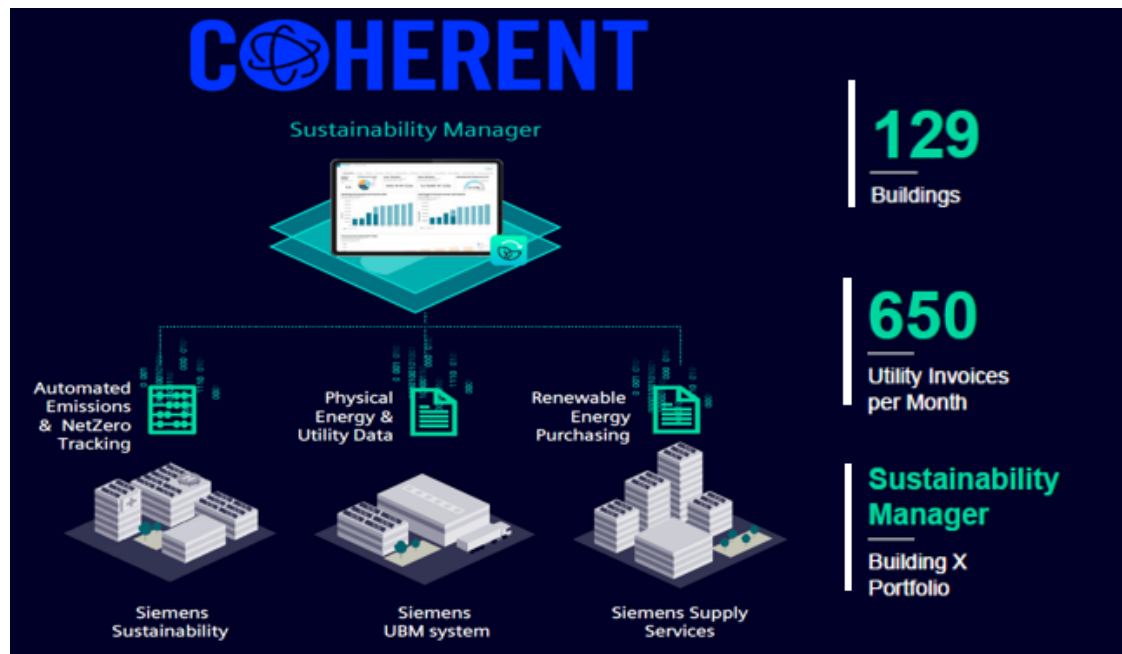 COHERENT
Sustainability Manager
Automated
Emissions
& NetZero
Tracking
Physical
Energy &
Utility Data
Renewable
Energy
Purchasing
Siemens
Sustainability
Siemens
UBM system
Siemens Supply
Services
129
Buildings
650
Utility Invoices
per Month
Sustainability
Manager
Building X
Portfolio